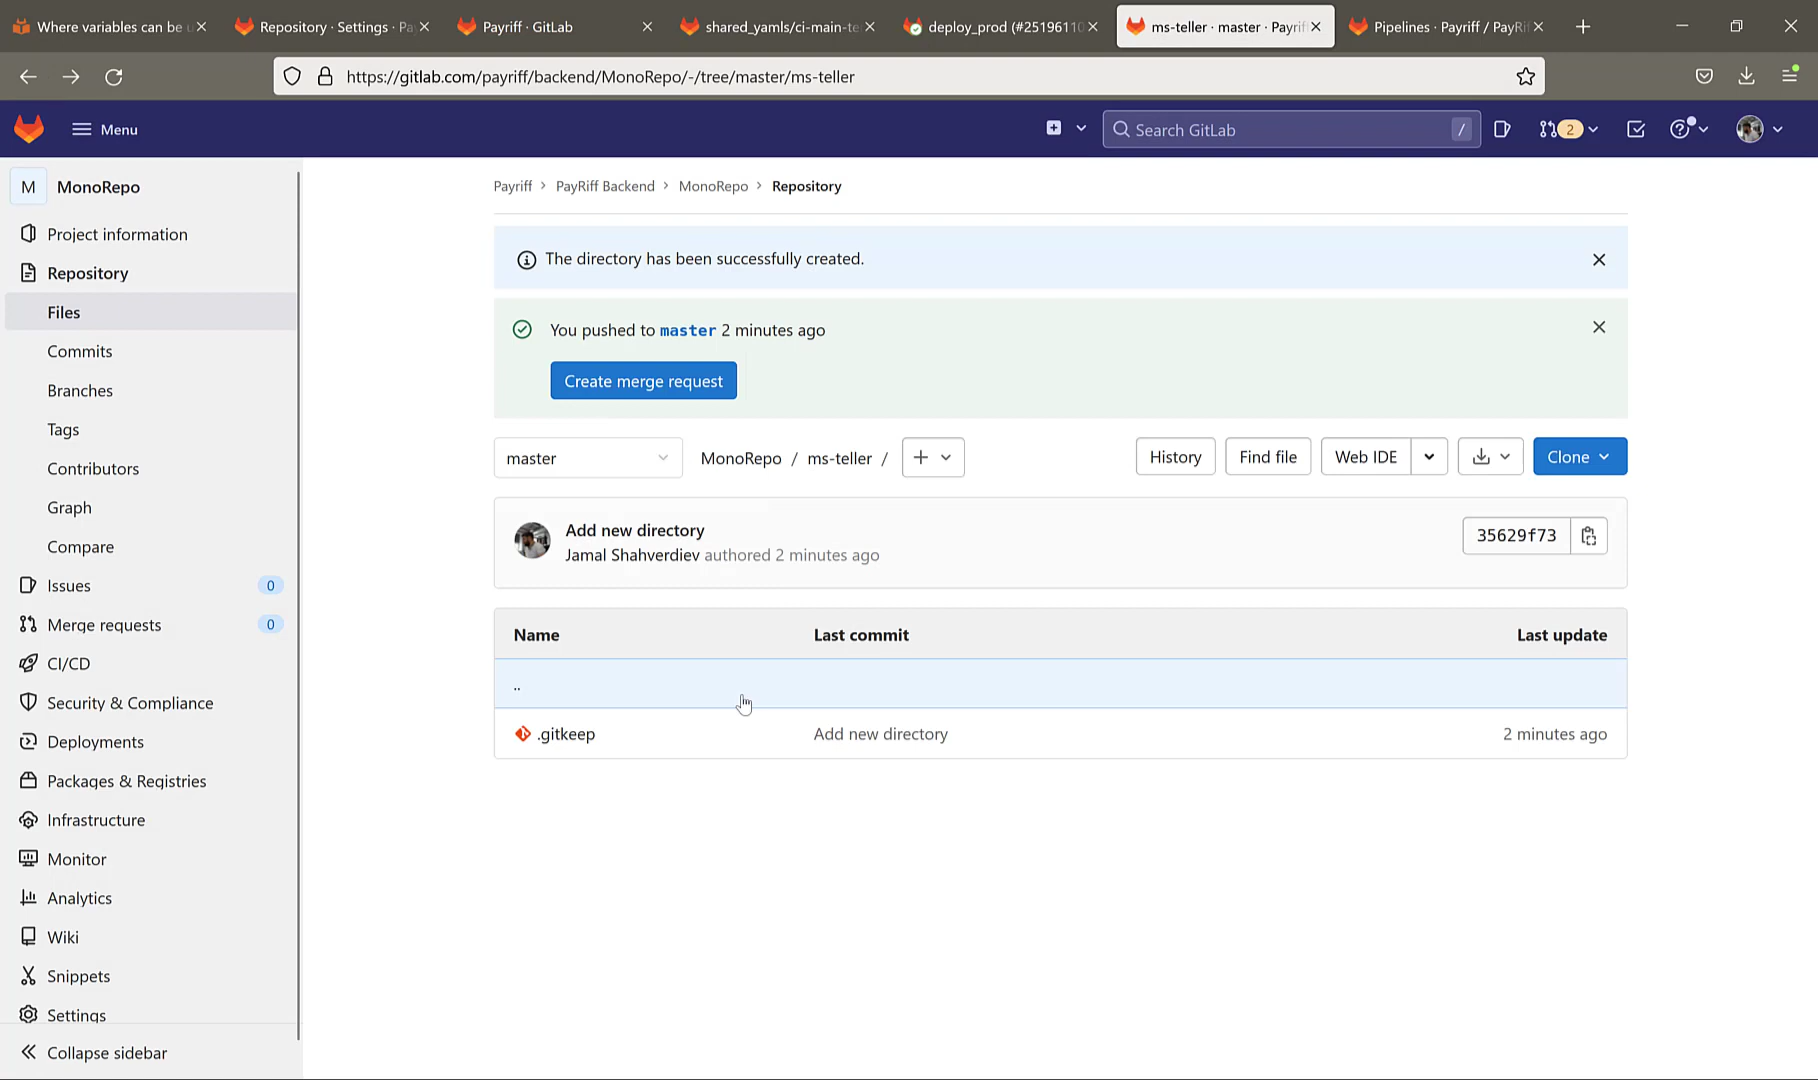 Where variables can be u
Repository · Settings · Pa
Payriff · GitLab
shared_yamls/ci-main-te
deploy_prod (#25196110
ms-teller · master · Payriff
Pipelines · Payriff / PayRi
https://gitlab.com/payriff/backend/MonoRepo/-/tree/master/ms-teller
Menu
Search GitLab
/
2
M MonoRepo
Project information
Repository
Files
Commits
Branches
Tags
Contributors
Graph
Compare
Issues 0
Merge requests 0
CI/CD
Security & Compliance
Deployments
Packages & Registries
Infrastructure
Monitor
Analytics
Wiki
Snippets
Settings
Collapse sidebar
Payriff > PayRiff Backend > MonoRepo > Repository
The directory has been successfully created.
You pushed to master 2 minutes ago
Create merge request
master
MonoRepo / ms-teller /
History
Find file
Web IDE
Clone
Add new directory
Jamal Shahverdiev authored 2 minutes ago
35629f73
Name Last commit Last update
..
.gitkeep Add new directory 2 minutes ago